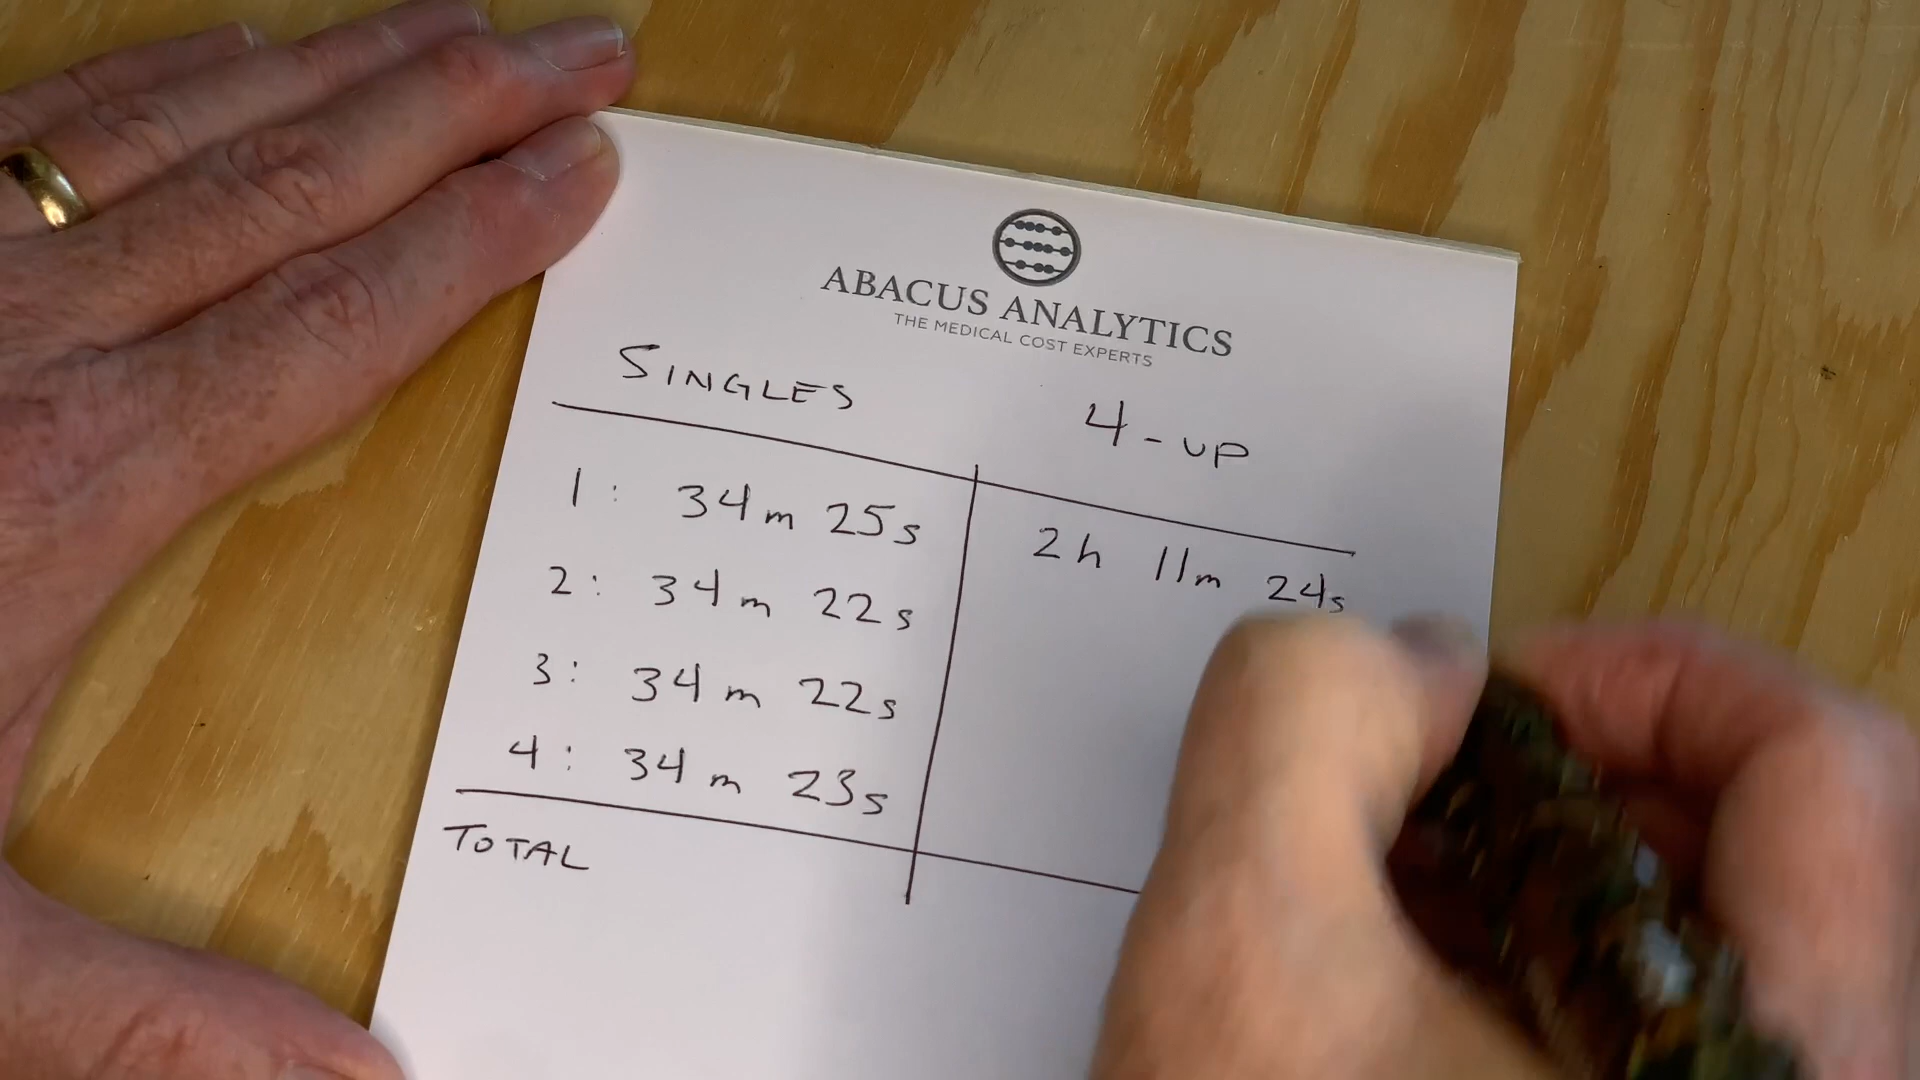 ABACUS ANALYTICS
THE MEDICAL COST EXPERTS
SINGLES 4-UP
1: 34m 25s 2h 11m 24s
2: 34m 22s
3: 34m 22s
4: 34m 23s
TOTAL